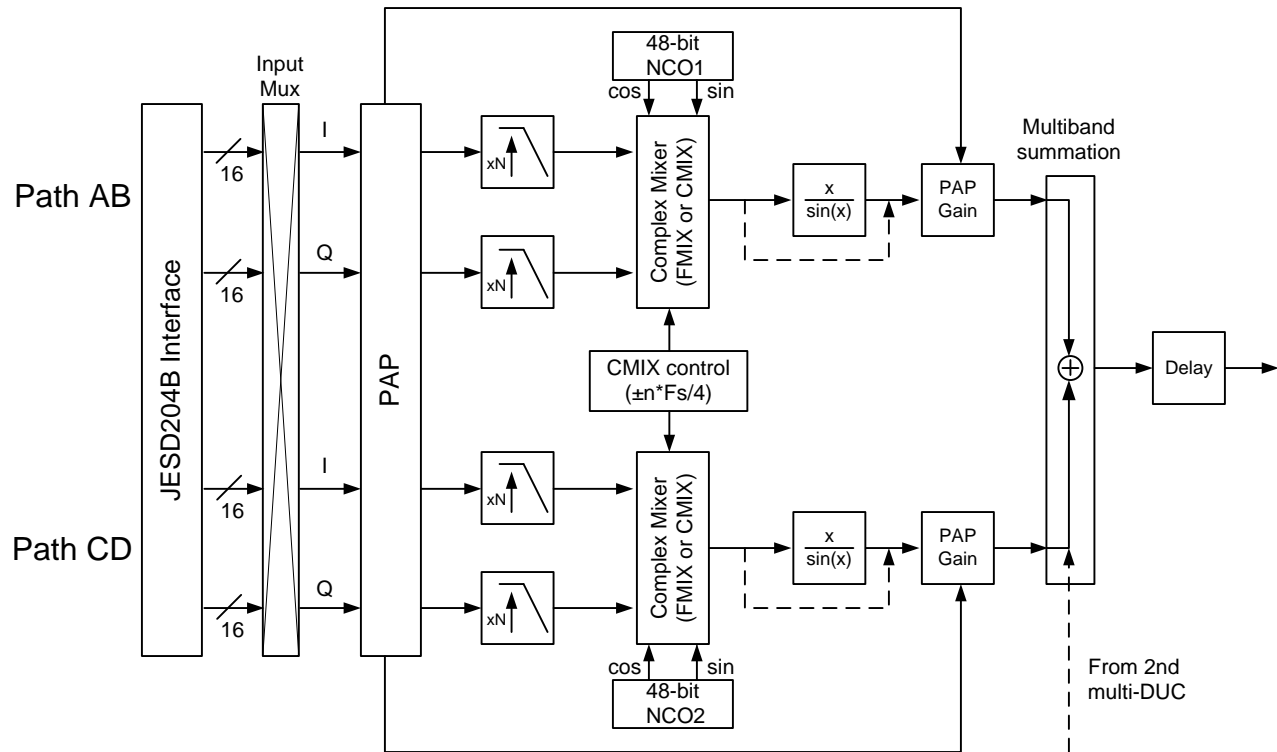 48-bit
NCO1
cos
sin
Input
Mux
I
16
xN
Complex Mixer
(FMIX or CMIX)
x
sin(x)
PAP
Gain
Multiband
summation
Path AB
Q
16
xN
JESD204B Interface
PAP
CMIX control
(±n*Fs/4)
Delay
I
16
xN
Complex Mixer
(FMIX or CMIX)
x
sin(x)
PAP
Gain
Path CD
Q
16
xN
cos
sin
48-bit
NCO2
From 2nd
multi-DUC